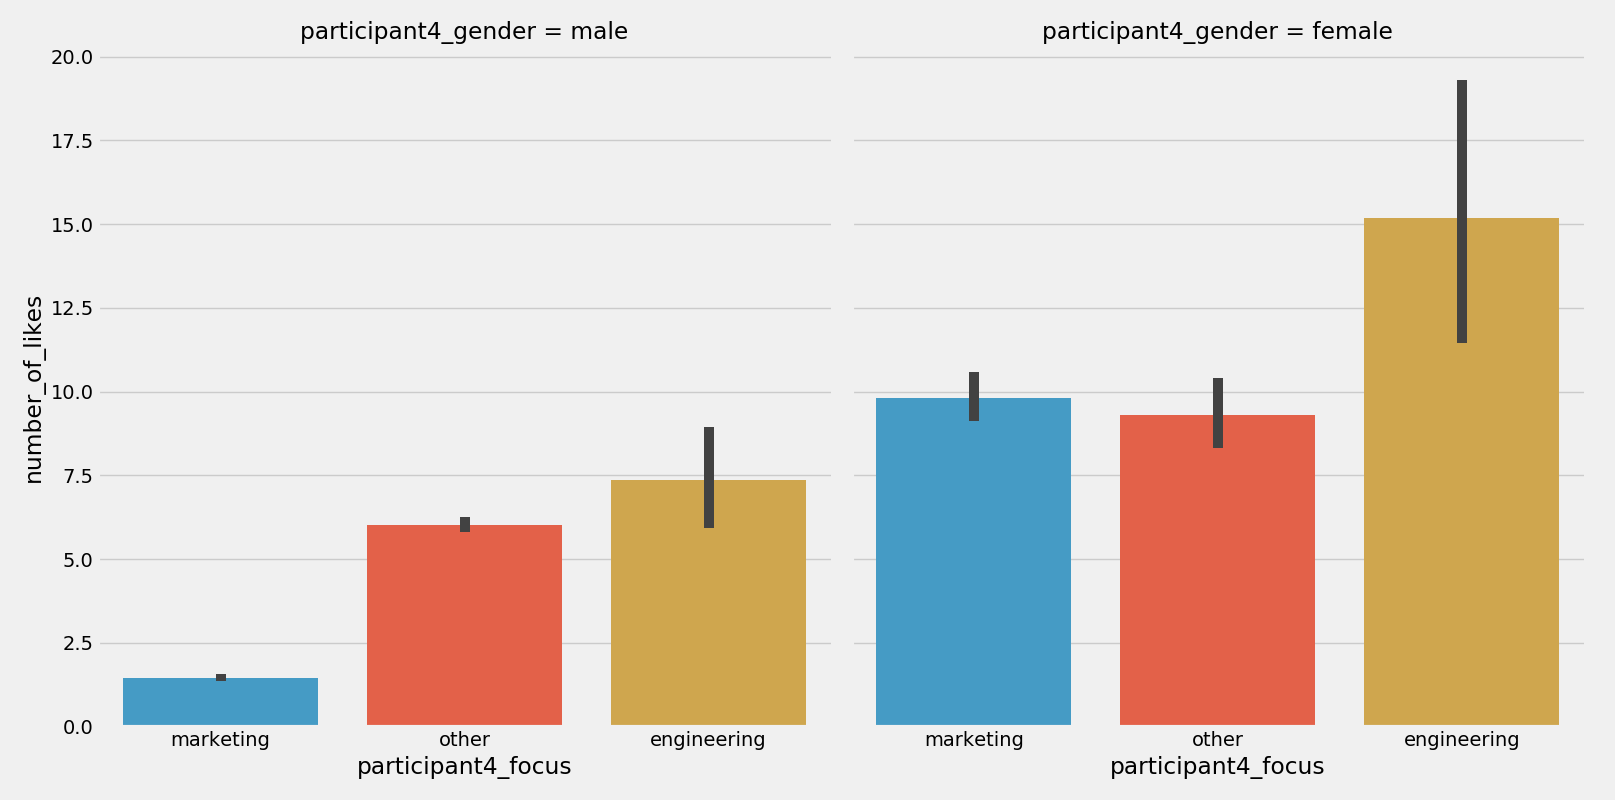 participant4_gender = male
participant4_gender = female
number_of_likes
20.0
17.5
15.0
12.5
10.0
7.5
5.0
2.5
0.0
marketing other engineering
marketing other engineering
participant4_focus
participant4_focus